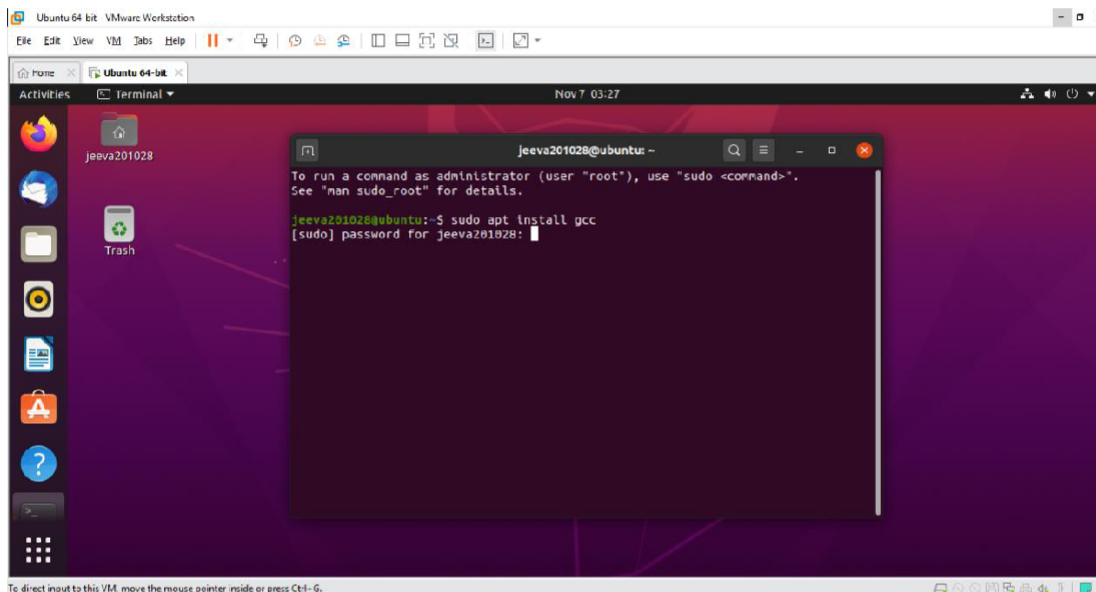 Ubuntu 64-bit - VMware Workstation
File Edit View VM Tabs Help
Home Ubuntu 64-bit
Activities Terminal Nov 7 03:27
jeeva201028
Trash
jeeva201028@ubuntu: ~
To run a command as administrator (user "root"), use "sudo <command>".
See "man sudo_root" for details.
jeeva201028@ubuntu:~$ sudo apt install gcc
[sudo] password for jeeva201028:
To direct input to this VM, move the mouse pointer inside or press Ctrl+G.